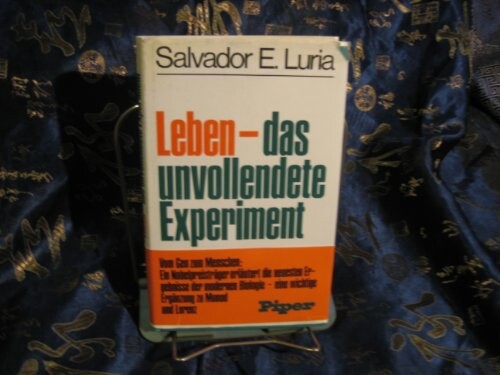 Salvador E. Luria
Leben – das
unvollendete
Experiment
Vom Gen zum Menschen:
Ein Nobelpreisträger erläutert die neuesten Er-
gebnisse der modernen Biologie - eine wichtige
Ergänzung zu Monod
und Lorenz
Piper